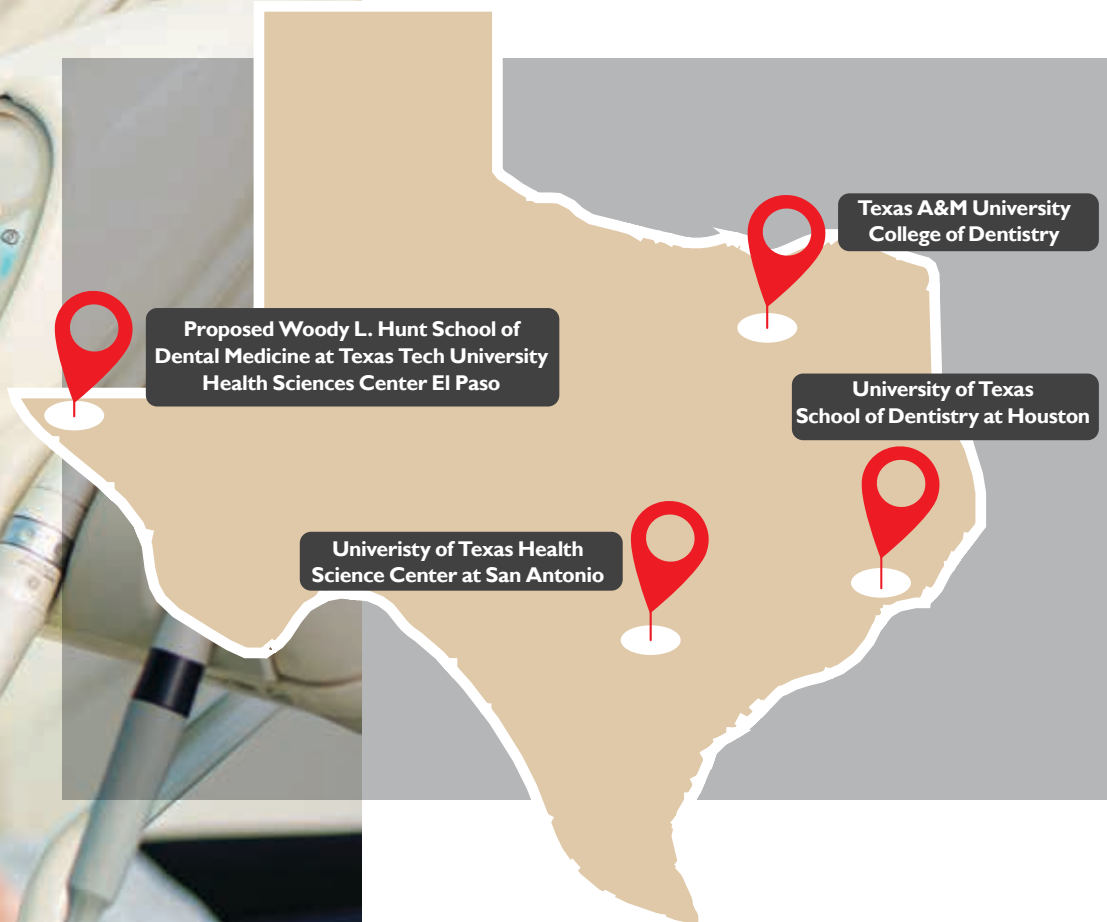 Texas A&M University
College of Dentistry
Proposed Woody L. Hunt School of
Dental Medicine at Texas Tech University
Health Sciences Center El Paso
University of Texas
School of Dentistry at Houston
Univeristy of Texas Health
Science Center at San Antonio